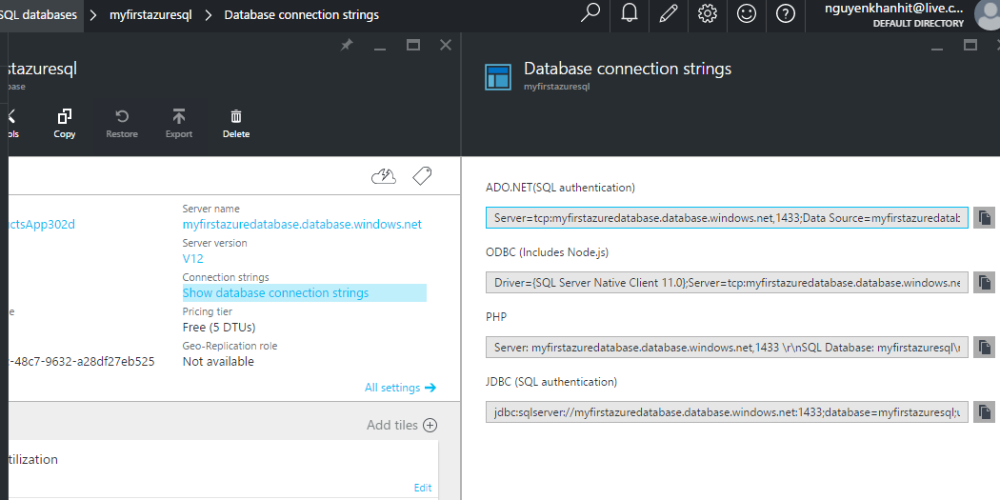 SQL databases > myfirstazuresql > Database connection strings
nguyenkhanhit@live.c...
DEFAULT DIRECTORY
stazuresql
base
ols
Copy
Restore
Export
Delete
uctsApp302d
Server name
myfirstazuredatabase.database.windows.net
Server version
V12
Connection strings
Show database connection strings
Pricing tier
Free (5 DTUs)
Geo-Replication role
Not available
-48c7-9632-a28df27eb525
All settings
Add tiles
tilization
Edit
Database connection strings
myfirstazuresql
ADO.NET(SQL authentication)
Server=tcp:myfirstazuredatabase.database.windows.net,1433;Data Source=myfirstazuredatab
ODBC (Includes Node.js)
Driver={SQL Server Native Client 11.0};Server=tcp:myfirstazuredatabase.database.windows.ne
PHP
Server: myfirstazuredatabase.database.windows.net,1433 \r\nSQL Database: myfirstazuresql\r
JDBC (SQL authentication)
jdbc:sqlserver://myfirstazuredatabase.database.windows.net:1433;database=myfirstazuresql;u